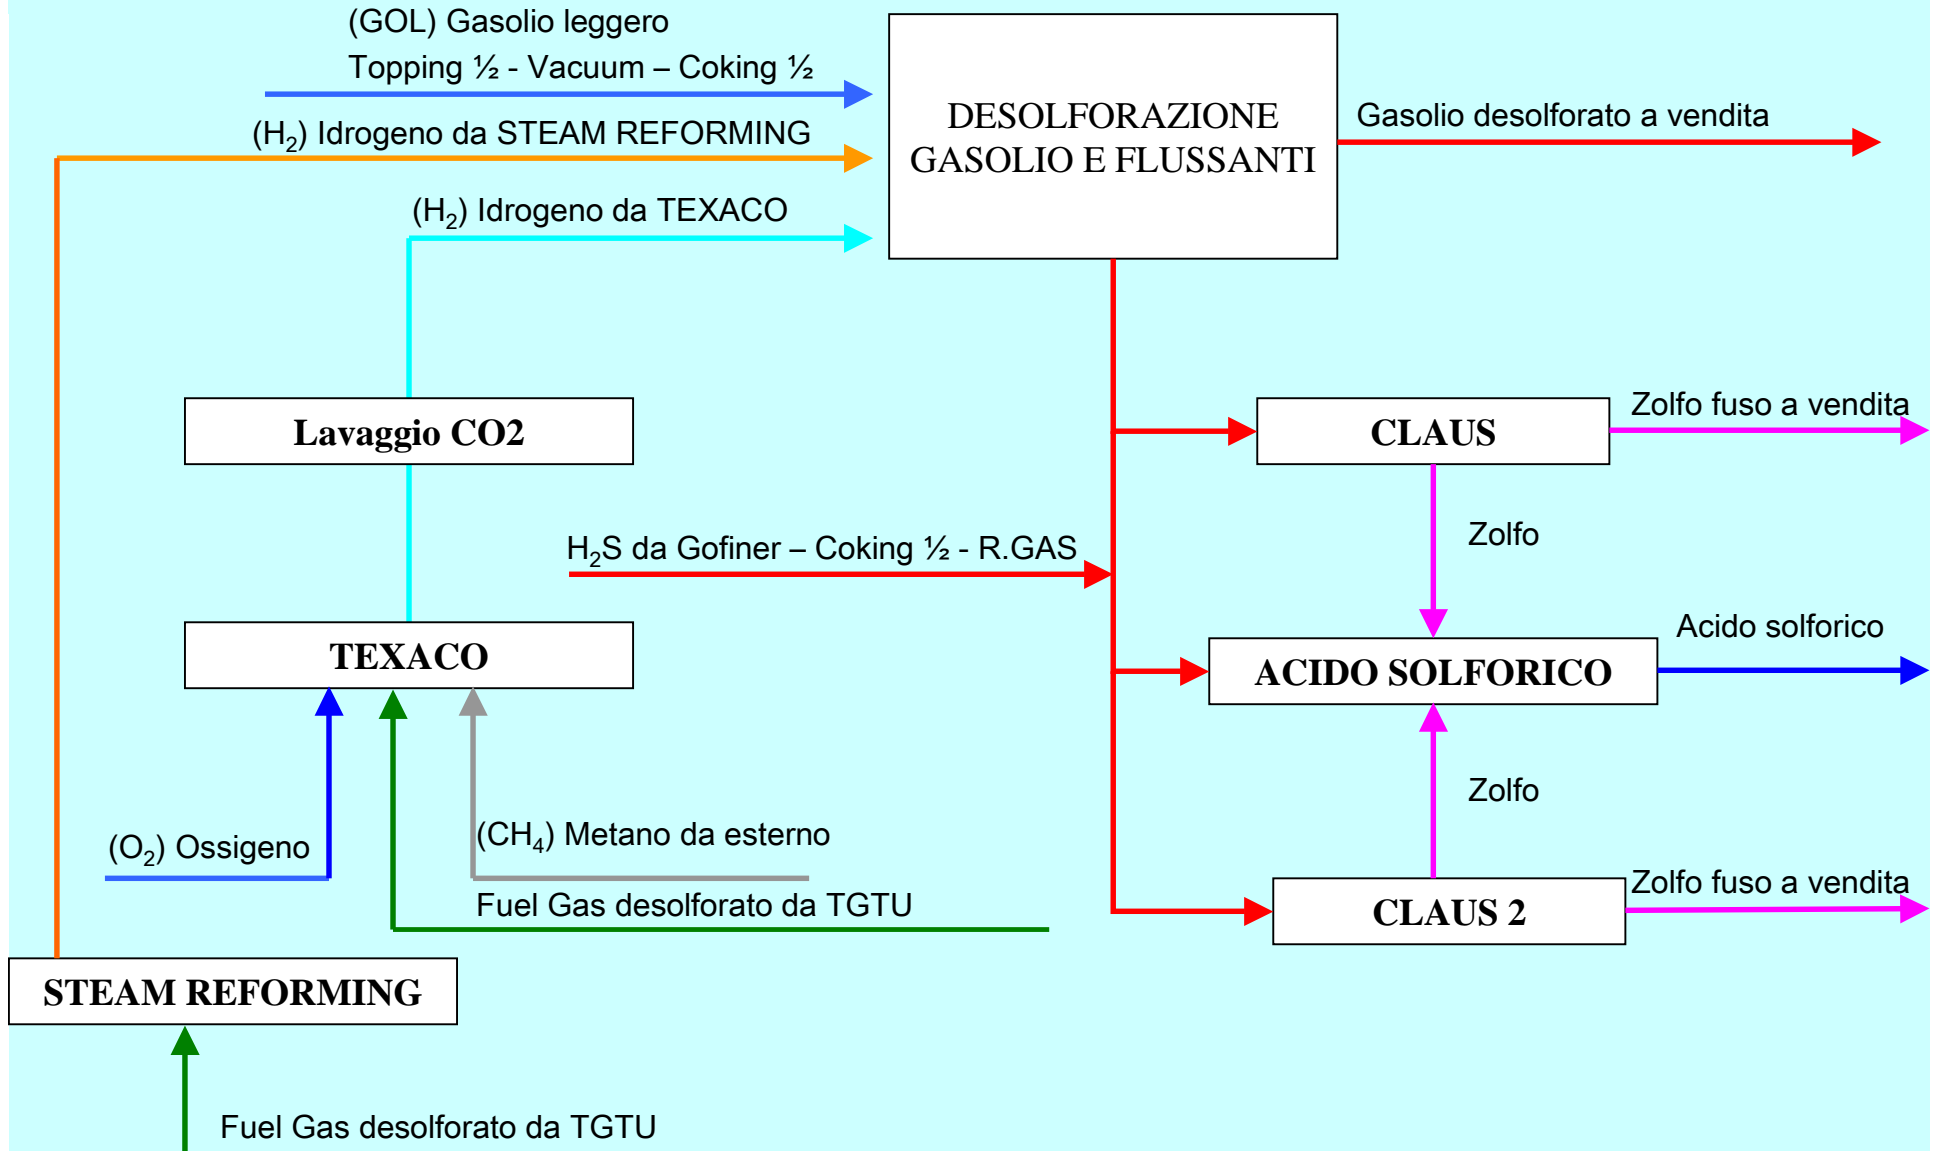 (GOL) Gasolio leggero
Topping ½ - Vacuum – Coking ½
(H₂) Idrogeno da STEAM REFORMING
(H₂) Idrogeno da TEXACO
DESOLFORAZIONE
GASOLIO E FLUSSANTI
Gasolio desolforato a vendita
Lavaggio CO2
CLAUS
Zolfo fuso a vendita
Zolfo
H₂S da Gofiner – Coking ½ - R.GAS
TEXACO
ACIDO SOLFORICO
Acido solforico
Zolfo
(O₂) Ossigeno
(CH₄) Metano da esterno
Fuel Gas desolforato da TGTU
CLAUS 2
Zolfo fuso a vendita
STEAM REFORMING
Fuel Gas desolforato da TGTU